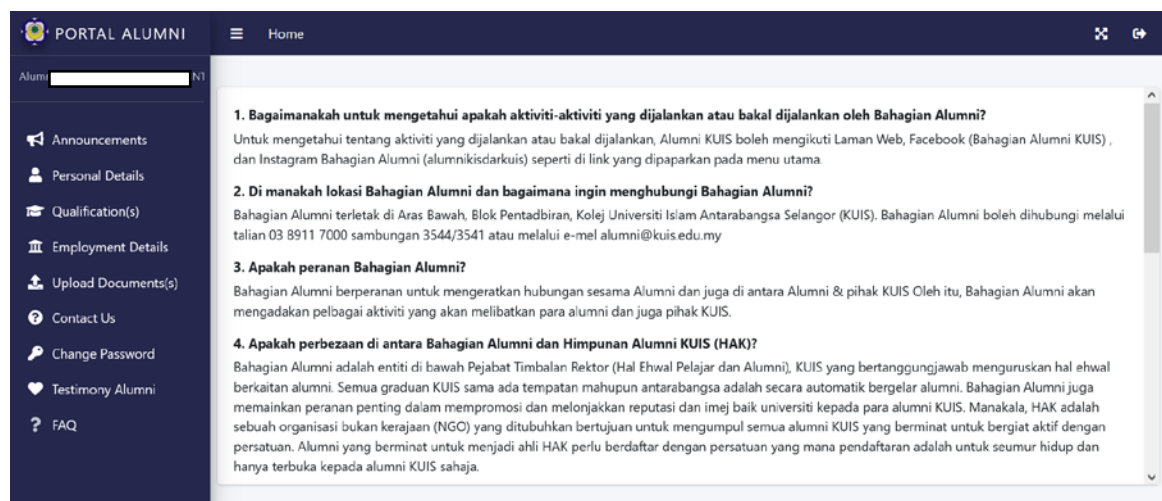 PORTAL ALUMNI
Home
Alum
N1
Announcements
Personal Details
Qualification(s)
Employment Details
Upload Documents(s)
Contact Us
Change Password
Testimony Alumni
FAQ
1. Bagaimanakah untuk mengetahui apakah aktiviti-aktiviti yang dijalankan atau bakal dijalankan oleh Bahagian Alumni?
Untuk mengetahui tentang aktiviti yang dijalankan atau bakal dijalankan, Alumni KUIS boleh mengikuti Laman Web, Facebook (Bahagian Alumni KUIS) ,
dan Instagram Bahagian Alumni (alumnikisdarkuis) seperti di link yang dipaparkan pada menu utama.
2. Di manakah lokasi Bahagian Alumni dan bagaimana ingin menghubungi Bahagian Alumni?
Bahagian Alumni terletak di Aras Bawah, Blok Pentadbiran, Kolej Universiti Islam Antarabangsa Selangor (KUIS). Bahagian Alumni boleh dihubungi melalui
talian 03 8911 7000 sambungan 3544/3541 atau melalui e-mel alumni@kuis.edu.my
3. Apakah peranan Bahagian Alumni?
Bahagian Alumni berperanan untuk mengeratkan hubungan sesama Alumni dan juga di antara Alumni & pihak KUIS Oleh itu, Bahagian Alumni akan
mengadakan pelbagai aktiviti yang akan melibatkan para alumni dan juga pihak KUIS.
4. Apakah perbezaan di antara Bahagian Alumni dan Himpunan Alumni KUIS (HAK)?
Bahagian Alumni adalah entiti di bawah Pejabat Timbalan Rektor (Hal Ehwal Pelajar dan Alumni), KUIS yang bertanggungjawab menguruskan hal ehwal
berkaitan alumni. Semua graduan KUIS sama ada tempatan mahupun antarabangsa adalah secara automatik bergelar alumni. Bahagian Alumni juga
memainkan peranan penting dalam mempromosi dan melonjakkan reputasi dan imej baik universiti kepada para alumni KUIS. Manakala, HAK adalah
sebuah organisasi bukan kerajaan (NGO) yang ditubuhkan bertujuan untuk mengumpul semua alumni KUIS yang berminat untuk bergiat aktif dengan
persatuan. Alumni yang berminat untuk menjadi ahli HAK perlu berdaftar dengan persatuan yang mana pendaftaran adalah untuk seumur hidup dan
hanya terbuka kepada alumni KUIS sahaja.